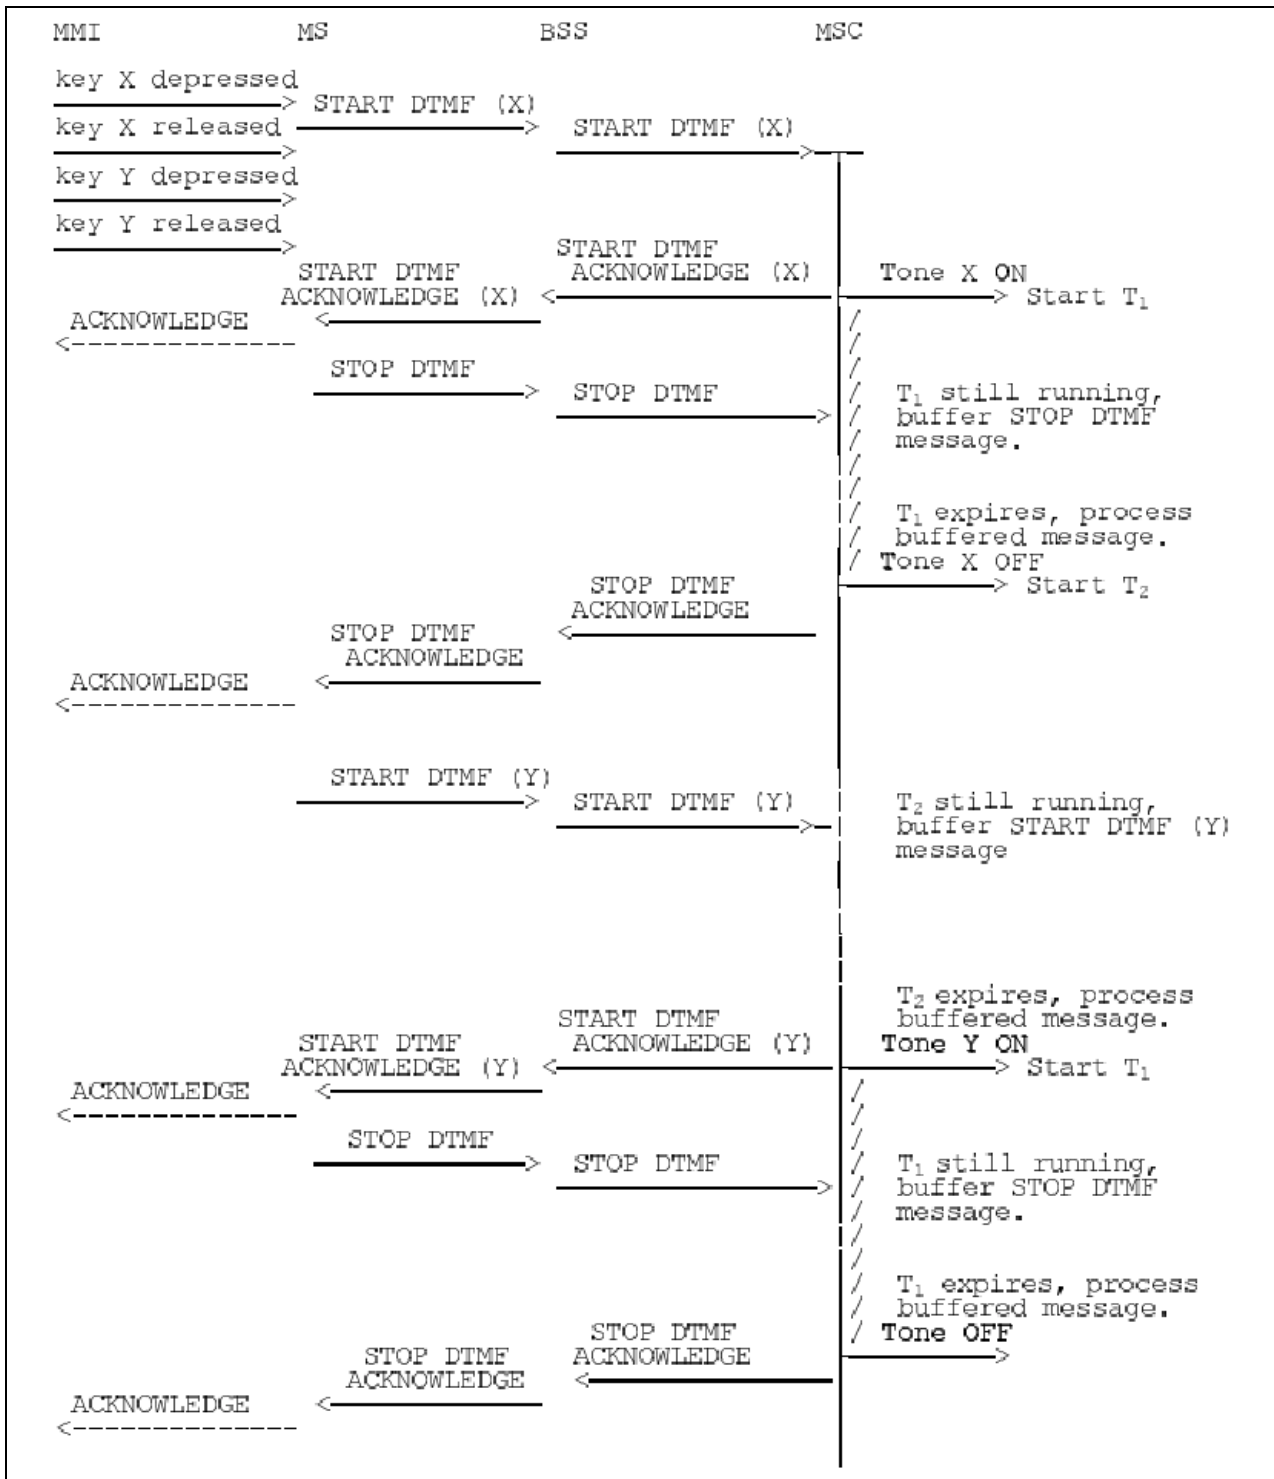 MMI MS BSS MSC
key X depressed
START DTMF (X)
key X released
START DTMF (X)
key Y depressed
key Y released
START DTMF
ACKNOWLEDGE (X)
Tone X ON
START DTMF
ACKNOWLEDGE (X)
Start T₁
ACKNOWLEDGE
STOP DTMF
STOP DTMF
T₁ still running,
buffer STOP DTMF
message.
T₁ expires, process
buffered message.
Tone X OFF
Start T₂
STOP DTMF
ACKNOWLEDGE
STOP DTMF
ACKNOWLEDGE
ACKNOWLEDGE
START DTMF (Y)
START DTMF (Y)
T₂ still running,
buffer START DTMF (Y)
message
T₂ expires, process
buffered message.
START DTMF
ACKNOWLEDGE (Y)
Tone Y ON
START DTMF
ACKNOWLEDGE (Y)
Start T₁
ACKNOWLEDGE
STOP DTMF
STOP DTMF
T₁ still running,
buffer STOP DTMF
message.
T₁ expires, process
buffered message.
Tone OFF
STOP DTMF
ACKNOWLEDGE
STOP DTMF
ACKNOWLEDGE
ACKNOWLEDGE